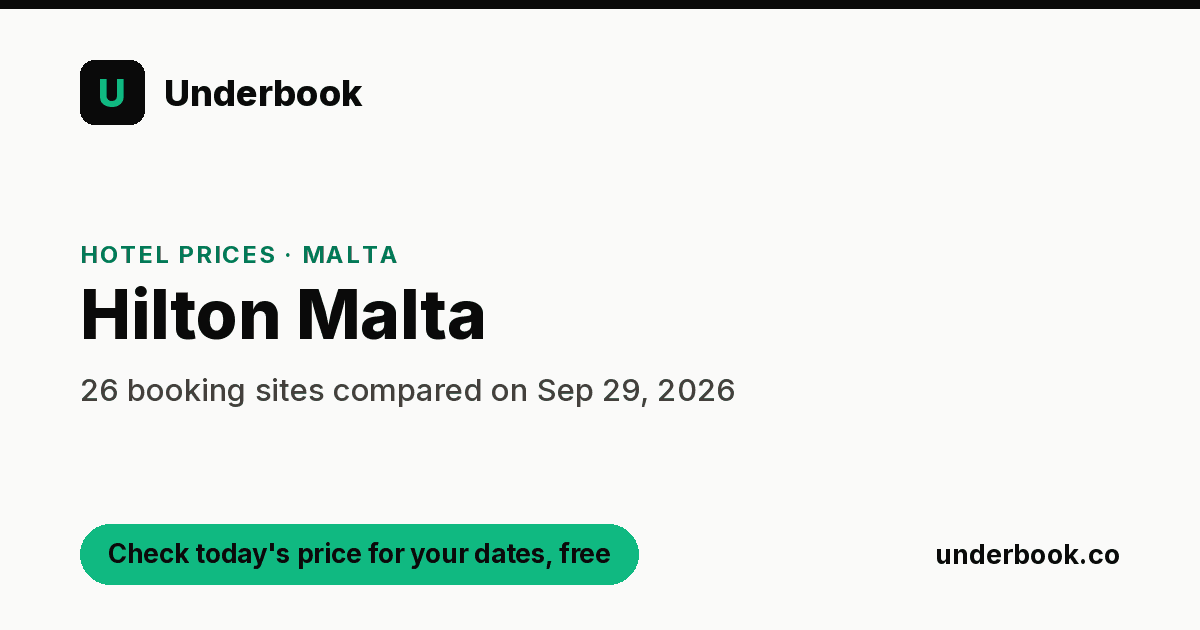 U Underbook
HOTEL PRICES · MALTA
Hilton Malta
26 booking sites compared on Sep 29, 2026
Check today's price for your dates, free
underbook.co